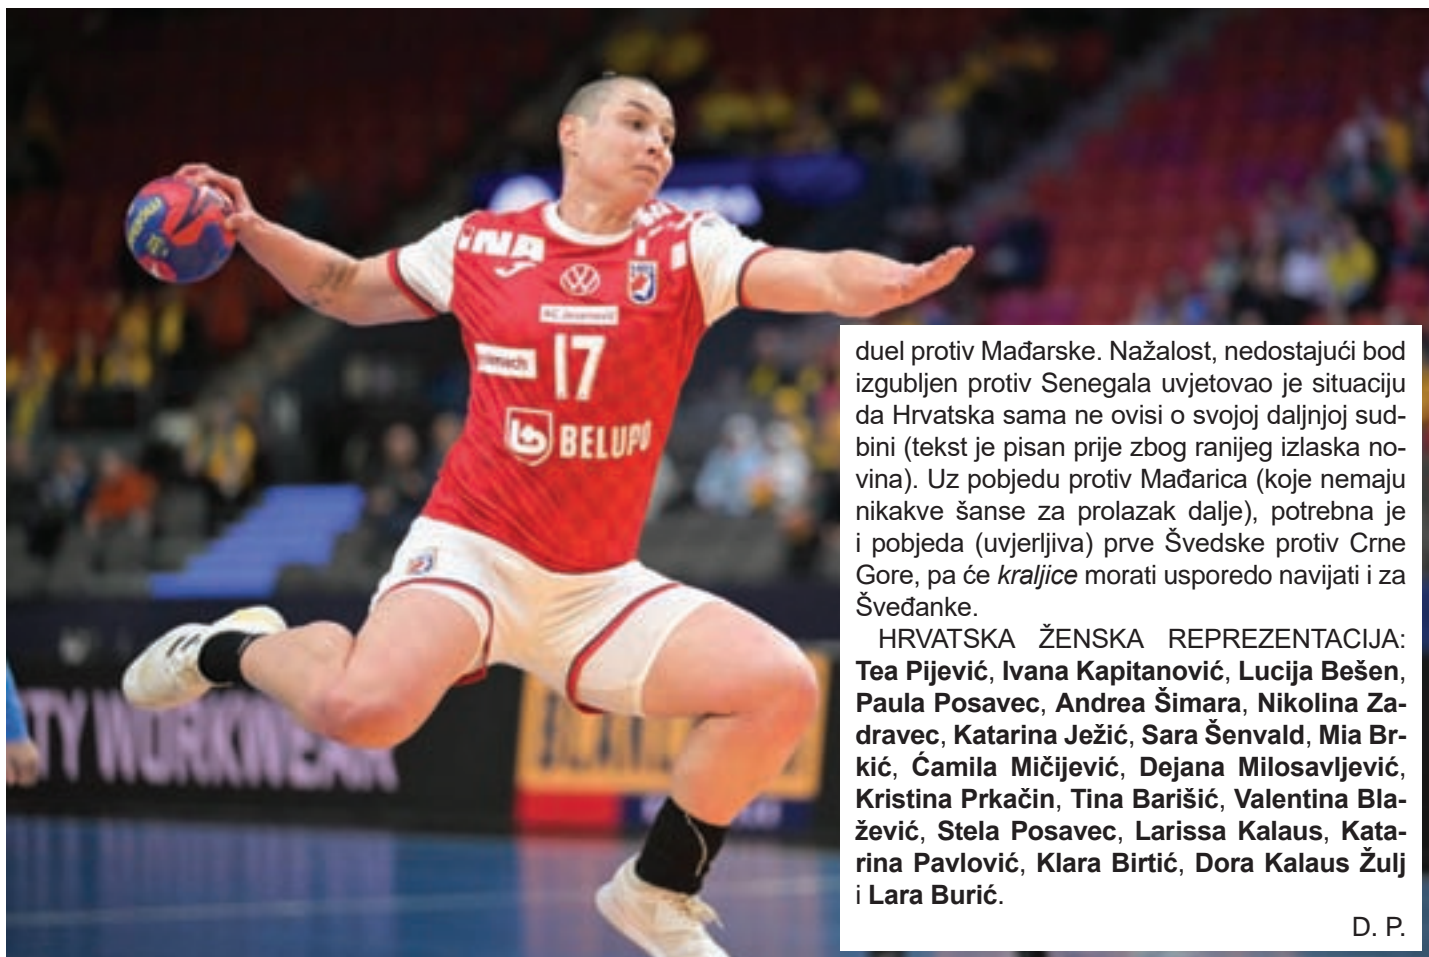 INA
AC Jovanović
17
BELUPO
TY WORKWEAR
duel protiv Mađarske. Nažalost, nedostajući bod
izgubljen protiv Senegala uvjetovao je situaciju
da Hrvatska sama ne ovisi o svojoj daljnjoj sud-
bini (tekst je pisan prije zbog ranijeg izlaska no-
vina). Uz pobjedu protiv Mađarica (koje nemaju
nikakve šanse za prolazak dalje), potrebna je
i pobjeda (uvjerljiva) prve Švedske protiv Crne
Gore, pa će kraljice morati usporedo navijati i za
Šveđanke.
HRVATSKA ŽENSKA REPREZENTACIJA:
Tea Pijević, Ivana Kapitanović, Lucija Bešen,
Paula Posavec, Andrea Šimara, Nikolina Za-
dravec, Katarina Ježić, Sara Šenvald, Mia Br-
kić, Ćamila Mičijević, Dejana Milosavljević,
Kristina Prkačin, Tina Barišić, Valentina Bla-
žević, Stela Posavec, Larissa Kalaus, Kata-
rina Pavlović, Klara Birtić, Dora Kalaus Žulj
i Lara Burić.
D. P.